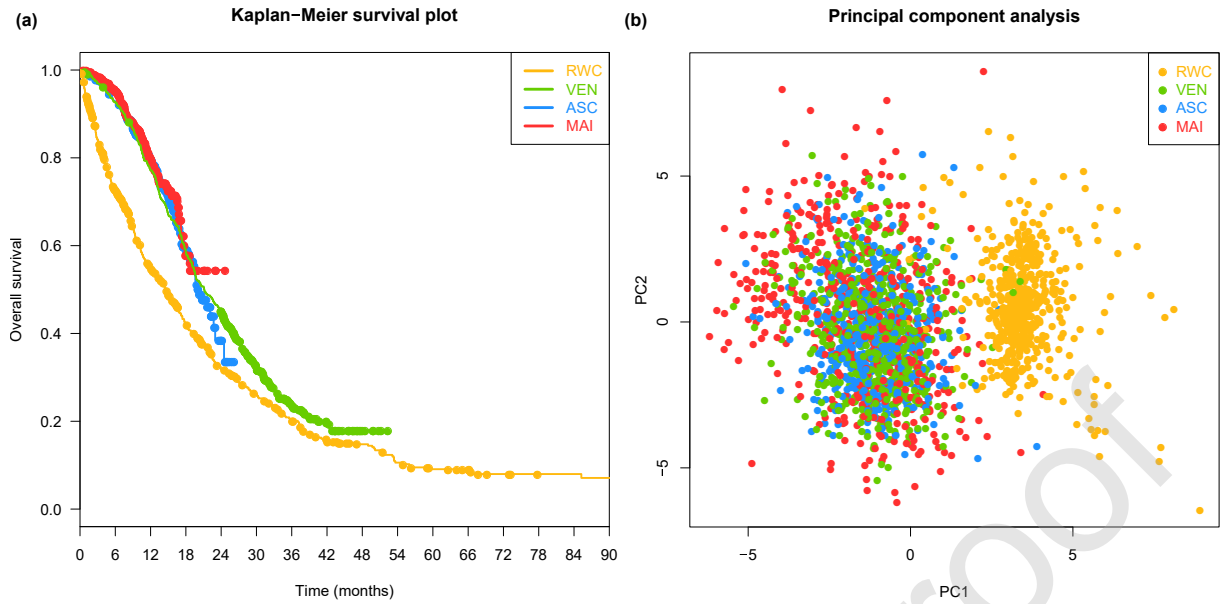 (a)
Kaplan−Meier survival plot
RWC
VEN
ASC
MAI
Overall survival
1.0
0.8
0.6
0.4
0.2
0.0
0 6 12 18 24 30 36 42 48 54 60 66 72 78 84 90
Time (months)
(b)
Principal component analysis
RWC
VEN
ASC
MAI
PC2
5
0
−5
−5 0 5
PC1
roof